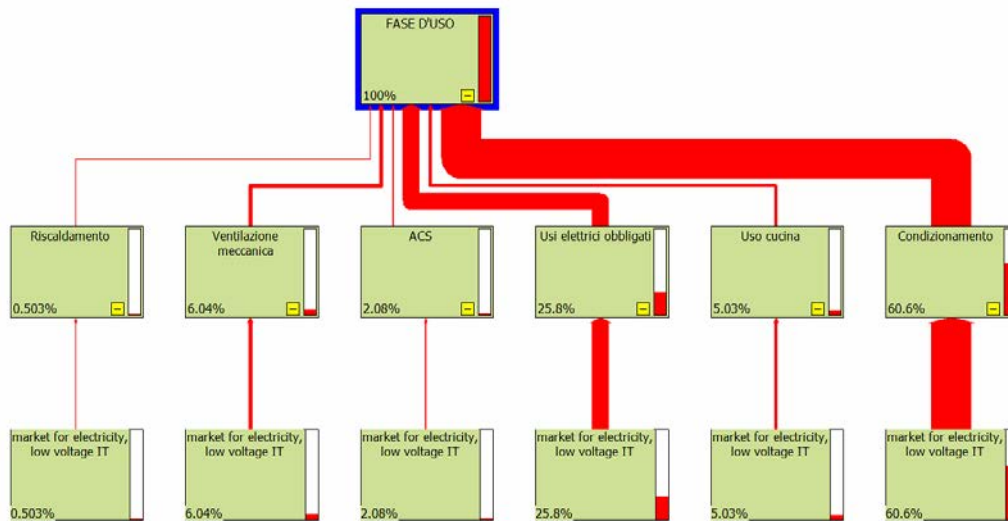 FASE D'USO
100%
Riscaldamento
0.503%
Ventilazione
meccanica
6.04%
ACS
2.08%
Usi elettrici obbligati
25.8%
Uso cucina
5.03%
Condizionamento
60.6%
market for electricity,
low voltage IT
0.503%
market for electricity,
low voltage IT
6.04%
market for electricity,
low voltage IT
2.08%
market for electricity,
low voltage IT
25.8%
market for electricity,
low voltage IT
5.03%
market for electricity,
low voltage IT
60.6%